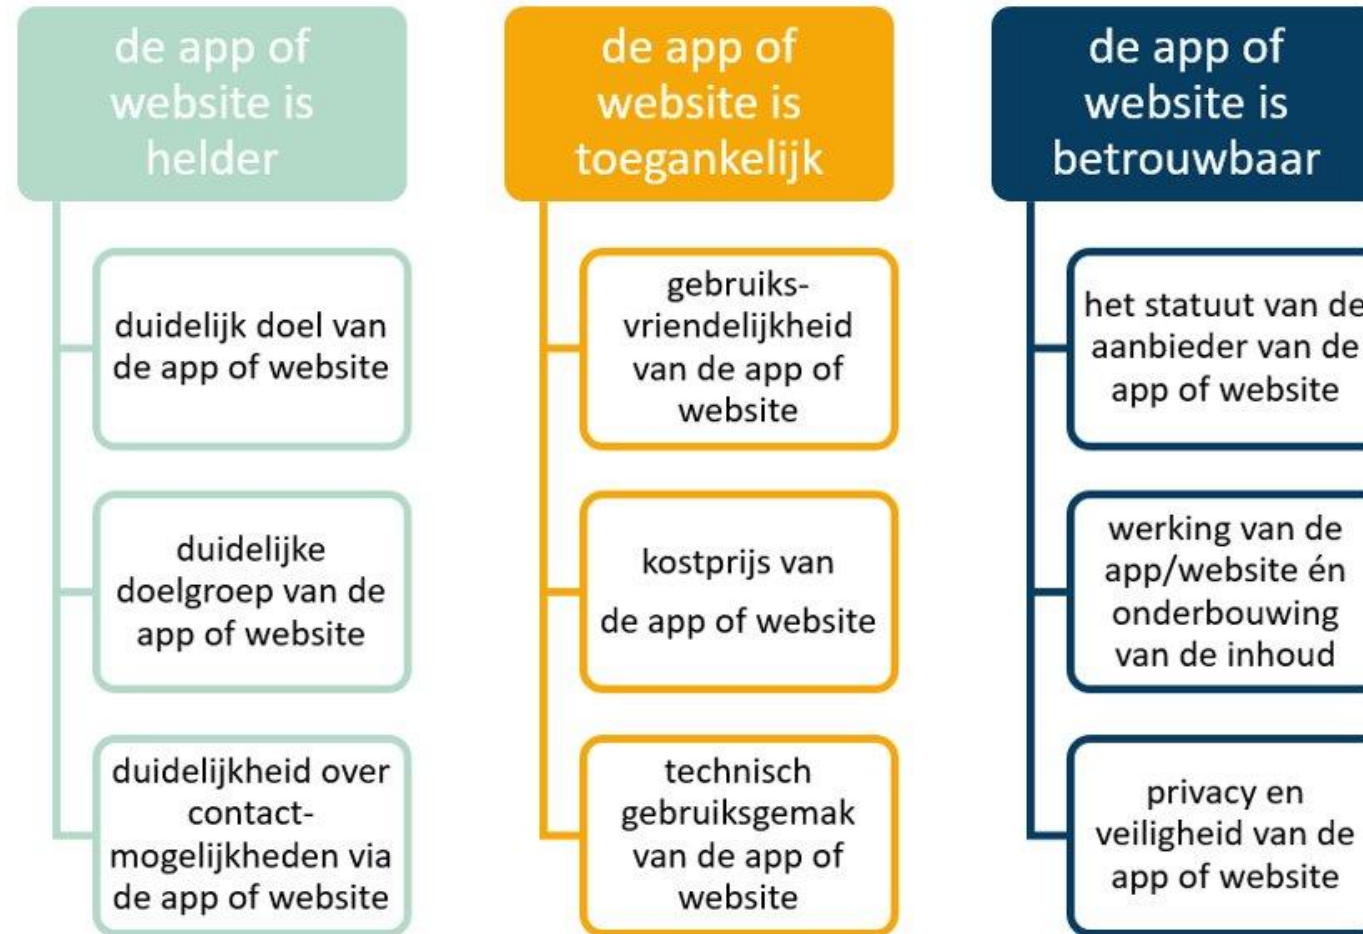 de app of
website is
helder
duidelijk doel van
de app of website
duidelijke
doelgroep van de
app of website
duidelijkheid over
contact-
mogelijkheden via
de app of website
de app of
website is
toegankelijk
gebruiks-
vriendelijkheid
van de app of
website
kostprijs van
de app of website
technisch
gebruiksgemak
van de app of
website
de app of
website is
betrouwbaar
het statuut van de
aanbieder van de
app of website
werking van de
app/website én
onderbouwing
van de inhoud
privacy en
veiligheid van de
app of website